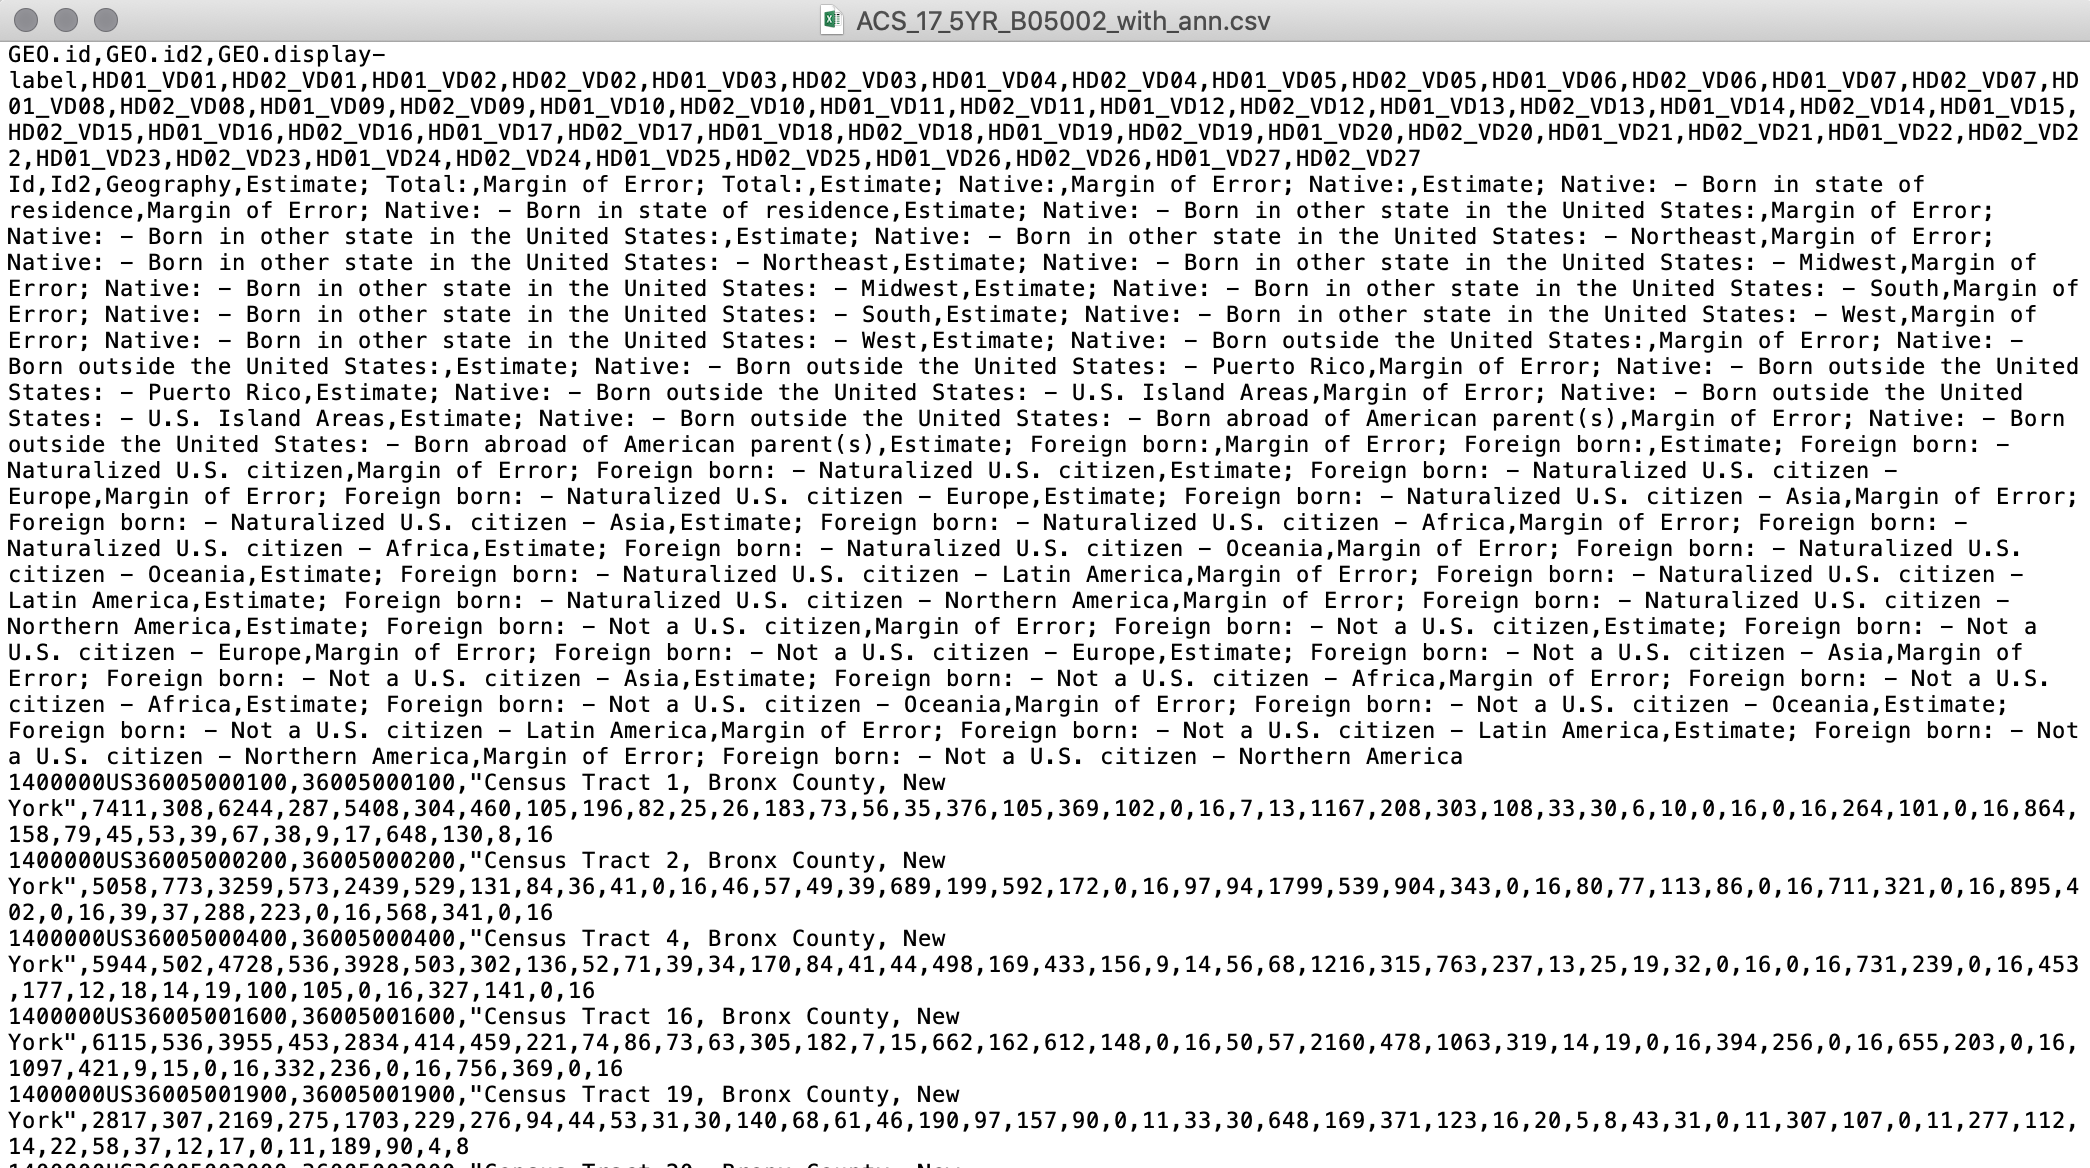 ACS_17_5YR_B05002_with_ann.csv
GEO.id,GEO.id2,GEO.display-
label,HD01_VD01,HD02_VD01,HD01_VD02,HD02_VD02,HD01_VD03,HD02_VD03,HD01_VD04,HD02_VD04,HD01_VD05,HD02_VD05,HD01_VD06,HD02_VD06,HD01_VD07,HD02_VD07,HD
01_VD08,HD02_VD08,HD01_VD09,HD02_VD09,HD01_VD10,HD02_VD10,HD01_VD11,HD02_VD11,HD01_VD12,HD02_VD12,HD01_VD13,HD02_VD13,HD01_VD14,HD02_VD14,HD01_VD15,
HD02_VD15,HD01_VD16,HD02_VD16,HD01_VD17,HD02_VD17,HD01_VD18,HD02_VD18,HD01_VD19,HD02_VD19,HD01_VD20,HD02_VD20,HD01_VD21,HD02_VD21,HD01_VD22,HD02_VD2
2,HD01_VD23,HD02_VD23,HD01_VD24,HD02_VD24,HD01_VD25,HD02_VD25,HD01_VD26,HD02_VD26,HD01_VD27,HD02_VD27
Id,Id2,Geography,Estimate; Total:,Margin of Error; Total:,Estimate; Native:,Margin of Error; Native:,Estimate; Native: - Born in state of
residence,Margin of Error; Native: - Born in state of residence,Estimate; Native: - Born in other state in the United States:,Margin of Error;
Native: - Born in other state in the United States:,Estimate; Native: - Born in other state in the United States: - Northeast,Margin of Error;
Native: - Born in other state in the United States: - Northeast,Estimate; Native: - Born in other state in the United States: - Midwest,Margin of
Error; Native: - Born in other state in the United States: - Midwest,Estimate; Native: - Born in other state in the United States: - South,Margin of
Error; Native: - Born in other state in the United States: - South,Estimate; Native: - Born in other state in the United States: - West,Margin of
Error; Native: - Born in other state in the United States: - West,Estimate; Native: - Born outside the United States:,Margin of Error; Native: -
Born outside the United States:,Estimate; Native: - Born outside the United States: - Puerto Rico,Margin of Error; Native: - Born outside the United
States: - Puerto Rico,Estimate; Native: - Born outside the United States: - U.S. Island Areas,Margin of Error; Native: - Born outside the United
States: - U.S. Island Areas,Estimate; Native: - Born outside the United States: - Born abroad of American parent(s),Margin of Error; Native: - Born
outside the United States: - Born abroad of American parent(s),Estimate; Foreign born:,Margin of Error; Foreign born:,Estimate; Foreign born: -
Naturalized U.S. citizen,Margin of Error; Foreign born: - Naturalized U.S. citizen,Estimate; Foreign born: - Naturalized U.S. citizen -
Europe,Margin of Error; Foreign born: - Naturalized U.S. citizen - Europe,Estimate; Foreign born: - Naturalized U.S. citizen - Asia,Margin of Error;
Foreign born: - Naturalized U.S. citizen - Asia,Estimate; Foreign born: - Naturalized U.S. citizen - Africa,Margin of Error; Foreign born: -
Naturalized U.S. citizen - Africa,Estimate; Foreign born: - Naturalized U.S. citizen - Oceania,Margin of Error; Foreign born: - Naturalized U.S.
citizen - Oceania,Estimate; Foreign born: - Naturalized U.S. citizen - Latin America,Margin of Error; Foreign born: - Naturalized U.S. citizen -
Latin America,Estimate; Foreign born: - Naturalized U.S. citizen - Northern America,Margin of Error; Foreign born: - Naturalized U.S. citizen -
Northern America,Estimate; Foreign born: - Not a U.S. citizen,Margin of Error; Foreign born: - Not a U.S. citizen,Estimate; Foreign born: - Not a
U.S. citizen - Europe,Margin of Error; Foreign born: - Not a U.S. citizen - Europe,Estimate; Foreign born: - Not a U.S. citizen - Asia,Margin of
Error; Foreign born: - Not a U.S. citizen - Asia,Estimate; Foreign born: - Not a U.S. citizen - Africa,Margin of Error; Foreign born: - Not a U.S.
citizen - Africa,Estimate; Foreign born: - Not a U.S. citizen - Oceania,Margin of Error; Foreign born: - Not a U.S. citizen - Oceania,Estimate;
Foreign born: - Not a U.S. citizen - Latin America,Margin of Error; Foreign born: - Not a U.S. citizen - Latin America,Estimate; Foreign born: - Not
a U.S. citizen - Northern America,Margin of Error; Foreign born: - Not a U.S. citizen - Northern America
1400000US36005000100,36005000100,"Census Tract 1, Bronx County, New
York",7411,308,6244,287,5408,304,460,105,196,82,25,26,183,73,56,35,376,105,369,102,0,16,7,13,1167,208,303,108,33,30,6,10,0,16,0,16,264,101,0,16,864,
158,79,45,53,39,67,38,9,17,648,130,8,16
1400000US36005000200,36005000200,"Census Tract 2, Bronx County, New
York",5058,773,3259,573,2439,529,131,84,36,41,0,16,46,57,49,39,689,199,592,172,0,16,97,94,1799,539,904,343,0,16,80,77,113,86,0,16,711,321,0,16,895,4
02,0,16,39,37,288,223,0,16,568,341,0,16
1400000US36005000400,36005000400,"Census Tract 4, Bronx County, New
York",5944,502,4728,536,3928,503,302,136,52,71,39,34,170,84,41,44,498,169,433,156,9,14,56,68,1216,315,763,237,13,25,19,32,0,16,0,16,731,239,0,16,453
,177,12,18,14,19,100,105,0,16,327,141,0,16
1400000US36005001600,36005001600,"Census Tract 16, Bronx County, New
York",6115,536,3955,453,2834,414,459,221,74,86,73,63,305,182,7,15,662,162,612,148,0,16,50,57,2160,478,1063,319,14,19,0,16,394,256,0,16,655,203,0,16,
1097,421,9,15,0,16,332,236,0,16,756,369,0,16
1400000US36005001900,36005001900,"Census Tract 19, Bronx County, New
York",2817,307,2169,275,1703,229,276,94,44,53,31,30,140,68,61,46,190,97,157,90,0,11,33,30,648,169,371,123,16,20,5,8,43,31,0,11,307,107,0,11,277,112,
14,22,58,37,12,17,0,11,189,90,4,8